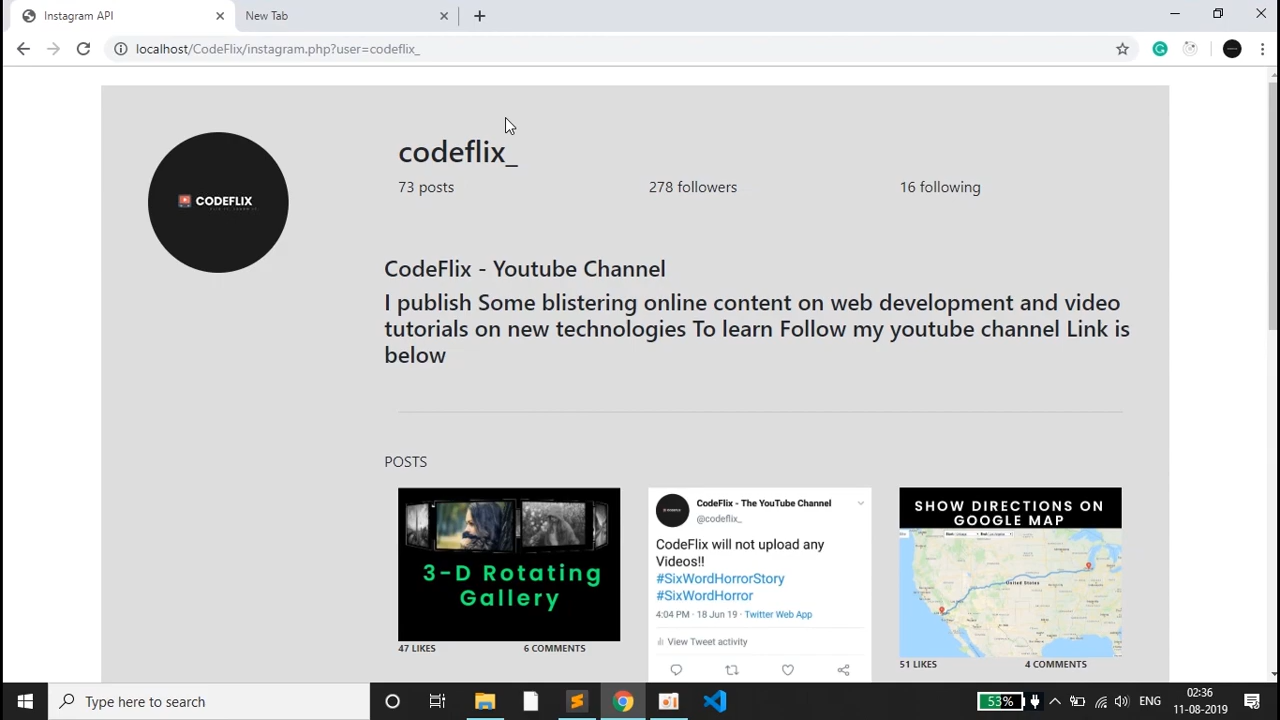 Instagram API
New Tab
localhost/CodeFlix/instagram.php?user=codeflix_
codeflix_
73 posts
278 followers
16 following
CODEFLIX
CodeFlix - Youtube Channel
I publish Some blistering online content on web development and video
tutorials on new technologies To learn Follow my youtube channel Link is
below
POSTS
3-D Rotating
Gallery
47 LIKES
6 COMMENTS
CodeFlix - The YouTube Channel
@codeflix_
CodeFlix will not upload any
Videos!!
#SixWordHorrorStory
#SixWordHorror
4:04 PM · 18 Jun 19 · Twitter Web App
View Tweet activity
SHOW DIRECTIONS ON
GOOGLE MAP
United States
51 LIKES
4 COMMENTS
Type here to search
53%
ENG
02:36
11-08-2019